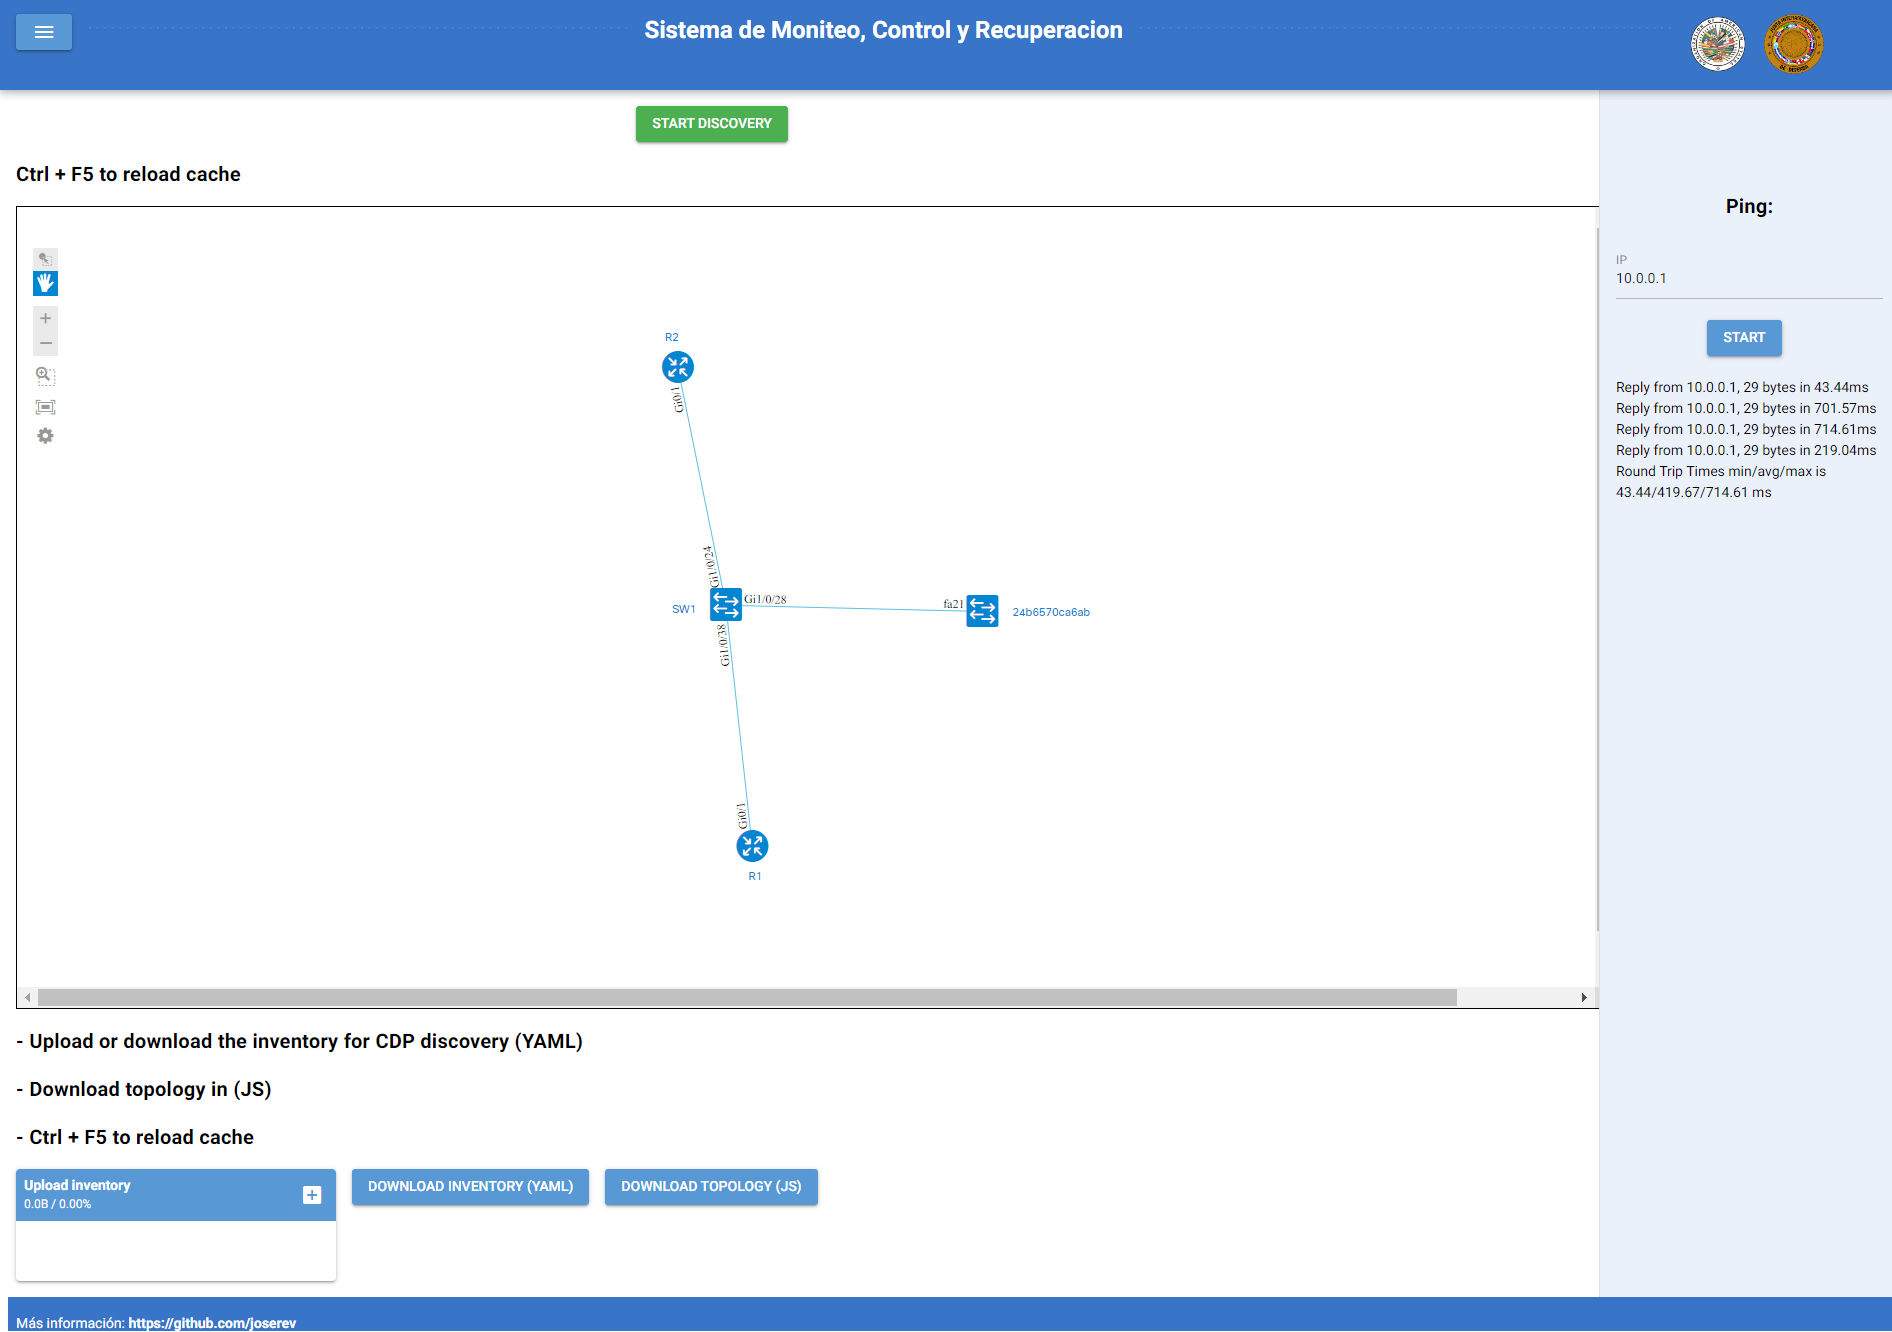 Sistema de Moniteo, Control y Recuperacion
START DISCOVERY
Ctrl + F5 to reload cache
R2
Gi0/1
Gi1/0/24
SW1
Gi1/0/28
fa21
24b6570ca6ab
Gi1/0/38
Gi0/1
R1
- Upload or download the inventory for CDP discovery (YAML)
- Download topology in (JS)
- Ctrl + F5 to reload cache
Upload inventory
0.0B / 0.00%
DOWNLOAD INVENTORY (YAML)
DOWNLOAD TOPOLOGY (JS)
Ping:
IP
10.0.0.1
START
Reply from 10.0.0.1, 29 bytes in 43.44ms
Reply from 10.0.0.1, 29 bytes in 701.57ms
Reply from 10.0.0.1, 29 bytes in 714.61ms
Reply from 10.0.0.1, 29 bytes in 219.04ms
Round Trip Times min/avg/max is
43.44/419.67/714.61 ms
Más información: https://github.com/joserev